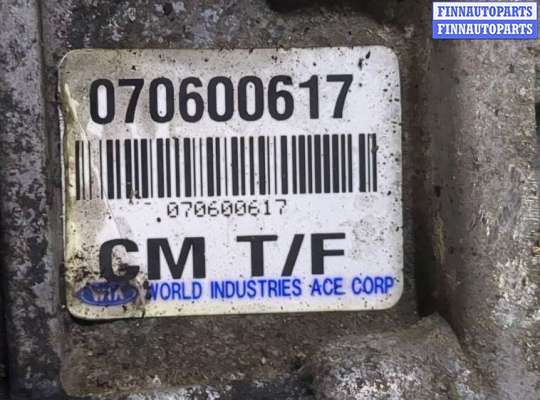 FINNAUTOPARTS
FINNAUTOPARTS
070600617
070600617
CM T/F
WIA WORLD INDUSTRIES ACE CORP